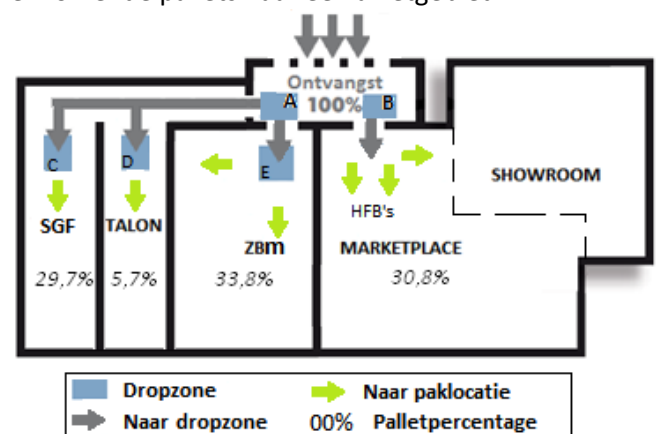 Ontvangst
A 100% B
C D E
SHOWROOM
HFB's
SGF TALON
ZBm MARKETPLACE
29,7% 5,7% 33,8% 30,8%
Dropzone Naar paklocatie
Naar dropzone 00% Palletpercentage